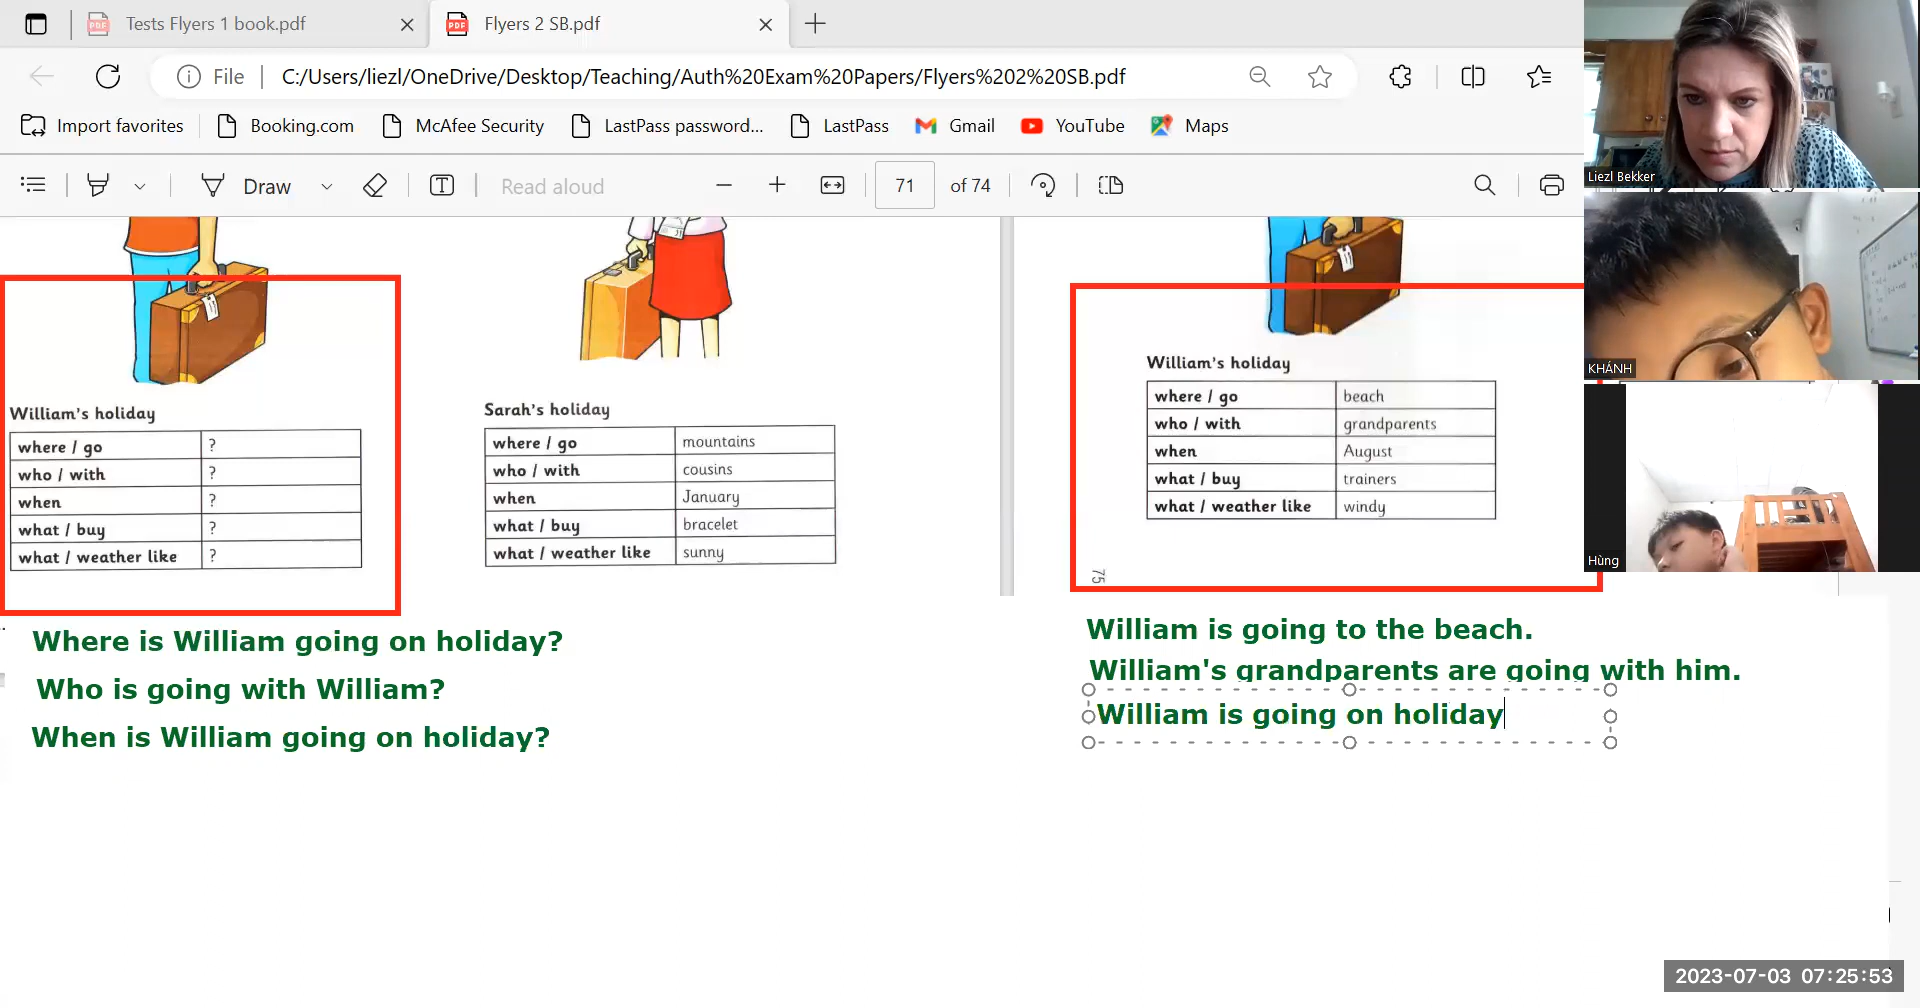 Tests Flyers 1 book.pdf
Flyers 2 SB.pdf
File
C:/Users/liezl/OneDrive/Desktop/Teaching/Auth%20Exam%20Papers/Flyers%202%20SB.pdf
Import favorites
Booking.com
McAfee Security
LastPass password...
LastPass
Gmail
YouTube
Maps
Draw
Read aloud
71
of 74
Liezl Bekker
KHÁNH
Hùng
William's holiday
where / go ?
who / with ?
when ?
what / buy ?
what / weather like ?
Sarah's holiday
where / go mountains
who / with cousins
when January
what / buy bracelet
what / weather like sunny
William's holiday
where / go beach
who / with grandparents
when August
what / buy trainers
what / weather like windy
75
Where is William going on holiday?
Who is going with William?
When is William going on holiday?
William is going to the beach.
William's grandparents are going with him.
William is going on holiday
2023-07-03 07:25:53